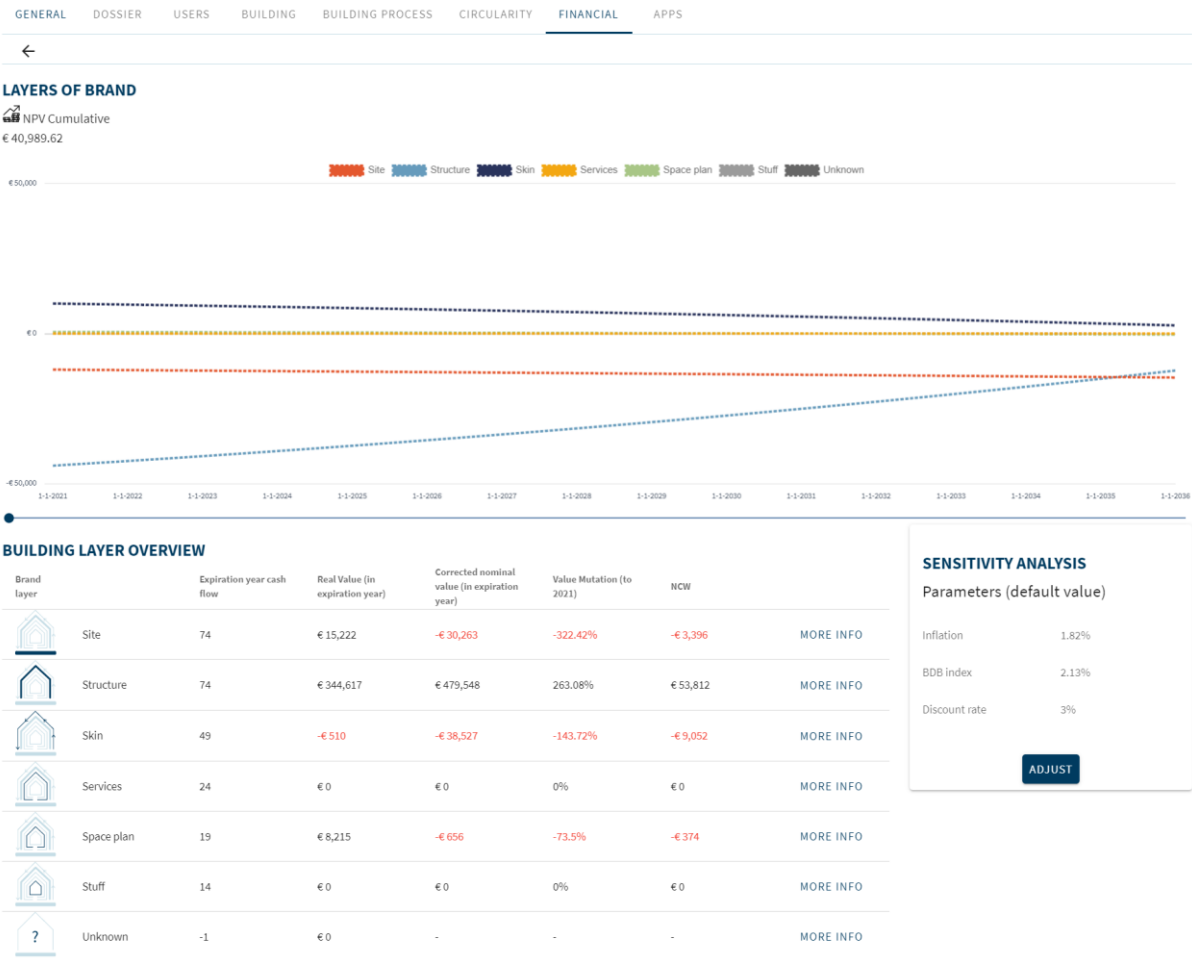 GENERAL DOSSIER USERS BUILDING BUILDING PROCESS CIRCULARITY FINANCIAL APPS
LAYERS OF BRAND
NPV Cumulative
€ 40,989.62
Site Structure Skin Services Space plan Stuff Unknown
€ 50,000
€ 0
-€ 50,000
1-1-2021 1-1-2022 1-1-2023 1-1-2024 1-1-2025 1-1-2026 1-1-2027 1-1-2028 1-1-2029 1-1-2030 1-1-2031 1-1-2032 1-1-2033 1-1-2034 1-1-2035 1-1-2036
BUILDING LAYER OVERVIEW
Brand layer Expiration year cash flow Real Value (in expiration year) Corrected nominal value (in expiration year) Value Mutation (to 2021) NCW
Site 74 € 15,222 -€ 30,263 -322.42% -€ 3,396 MORE INFO
Structure 74 € 344,617 € 479,548 263.08% € 53,812 MORE INFO
Skin 49 -€ 510 -€ 38,527 -143.72% -€ 9,052 MORE INFO
Services 24 € 0 € 0 0% € 0 MORE INFO
Space plan 19 € 8,215 -€ 656 -73.5% -€ 374 MORE INFO
Stuff 14 € 0 € 0 0% € 0 MORE INFO
? Unknown -1 € 0 - - - MORE INFO
SENSITIVITY ANALYSIS
Parameters (default value)
Inflation 1.82%
BDB index 2.13%
Discount rate 3%
ADJUST